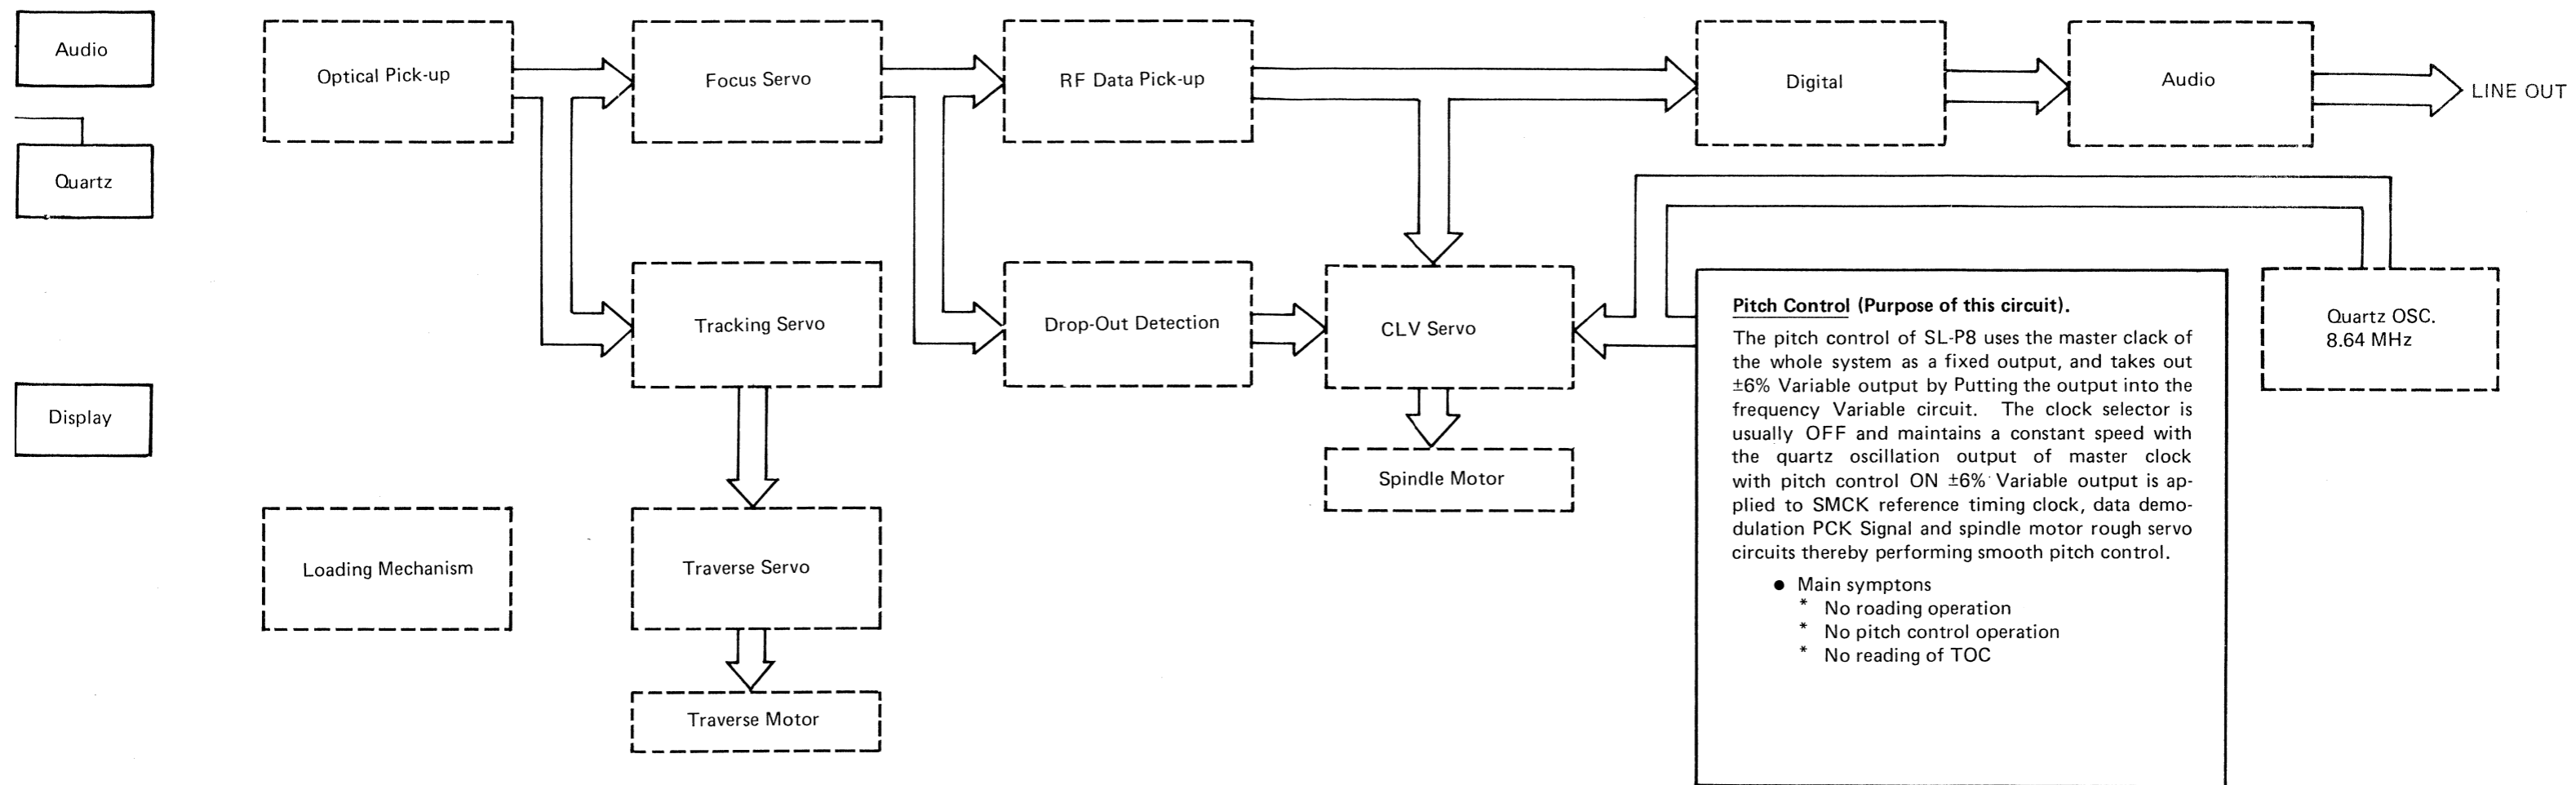 Audio
Quartz
Display
Optical Pick-up
Focus Servo
RF Data Pick-up
Digital
Audio
LINE OUT
Tracking Servo
Drop-Out Detection
CLV Servo
Quartz OSC.
8.64 MHz
Spindle Motor
Loading Mechanism
Traverse Servo
Traverse Motor
Pitch Control (Purpose of this circuit).
The pitch control of SL-P8 uses the master clack of
the whole system as a fixed output, and takes out
±6% Variable output by Putting the output into the
frequency Variable circuit. The clock selector is
usually OFF and maintains a constant speed with
the quartz oscillation output of master clock
with pitch control ON ±6% Variable output is ap-
plied to SMCK reference timing clock, data demo-
dulation PCK Signal and spindle motor rough servo
circuits thereby performing smooth pitch control.
● Main symptons
* No roading operation
* No pitch control operation
* No reading of TOC